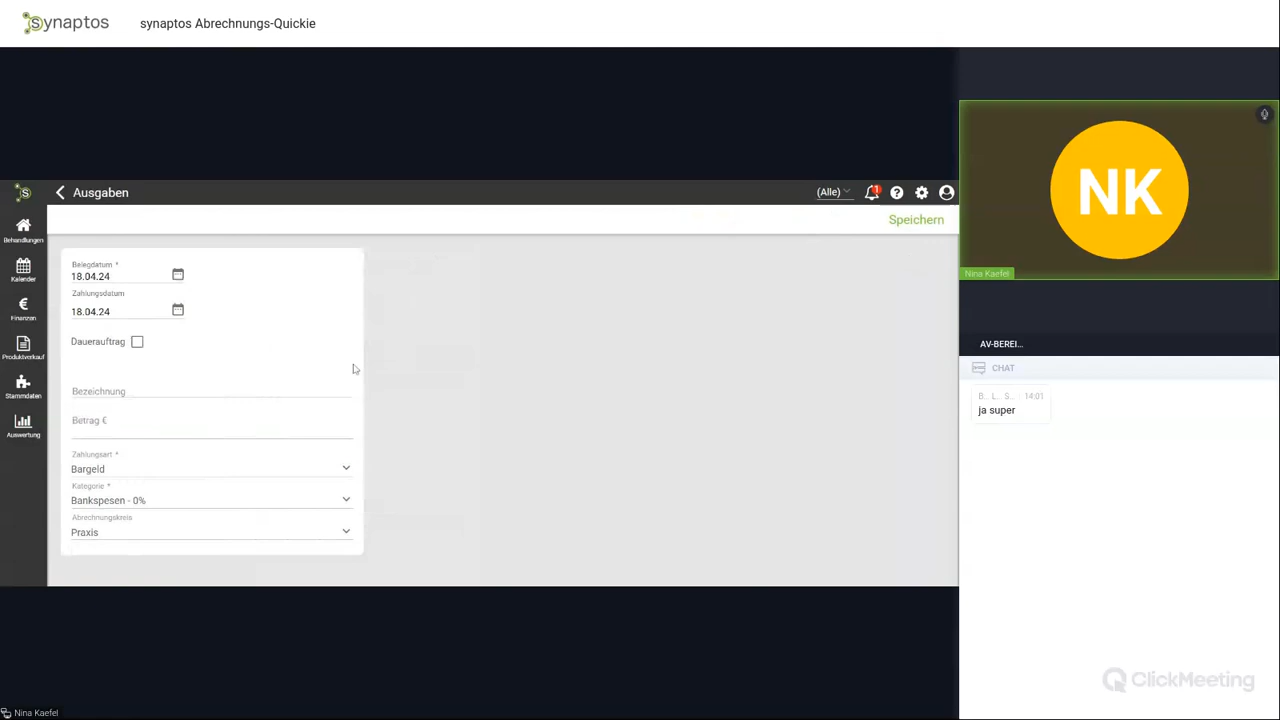 synaptos
synaptos Abrechnungs-Quickie
NK
Nina Kaefel
Ausgaben
(Alle)
1
Speichern
Behandlungen
Kalender
Finanzen
Produktverkauf
Stammdaten
Auswertung
Belegdatum *
18.04.24
Zahlungsdatum
18.04.24
Dauerauftrag
Bezeichnung
Betrag €
Zahlungsart *
Bargeld
Kategorie *
Bankspesen - 0%
Abrechnungskreis
Praxis
AV-BEREI...
CHAT
B... L... S... 14:01
ja super
ClickMeeting
Nina Kaefel